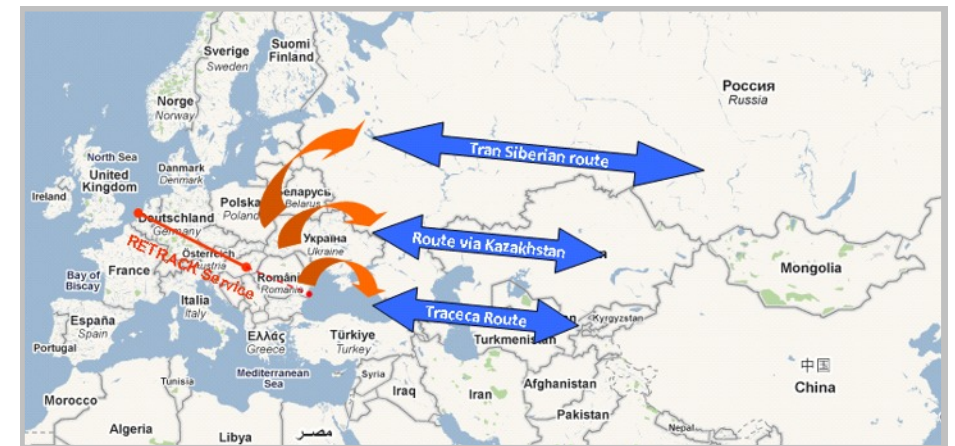 Sverige
Sweden
Suomi
Finland
Россия
Russia
Norge
Norway
North Sea
United
Kingdom
Danmark
Denmark
Tran Siberian route
Ireland
Polska
Poland
Беларусь
Belarus
Deutschland
Germany
Україна
Ukraine
Route via Kazakhstan
RETRACK Service
Österreich
Austria
France
Bay of
Biscay
România
Romania
Mongolia
Italia
Italy
Traceca Route
Kyrgyzstan
España
Spain
Portugal
Ελλάς
Greece
Türkiye
Turkey
Turkmenistan
中国
China
Mediterranean
Sea
Tunisia
Syria
Iraq
Iran
Afghanistan
Morocco
Pakistan
Algeria
Libya
مصر
Nepal